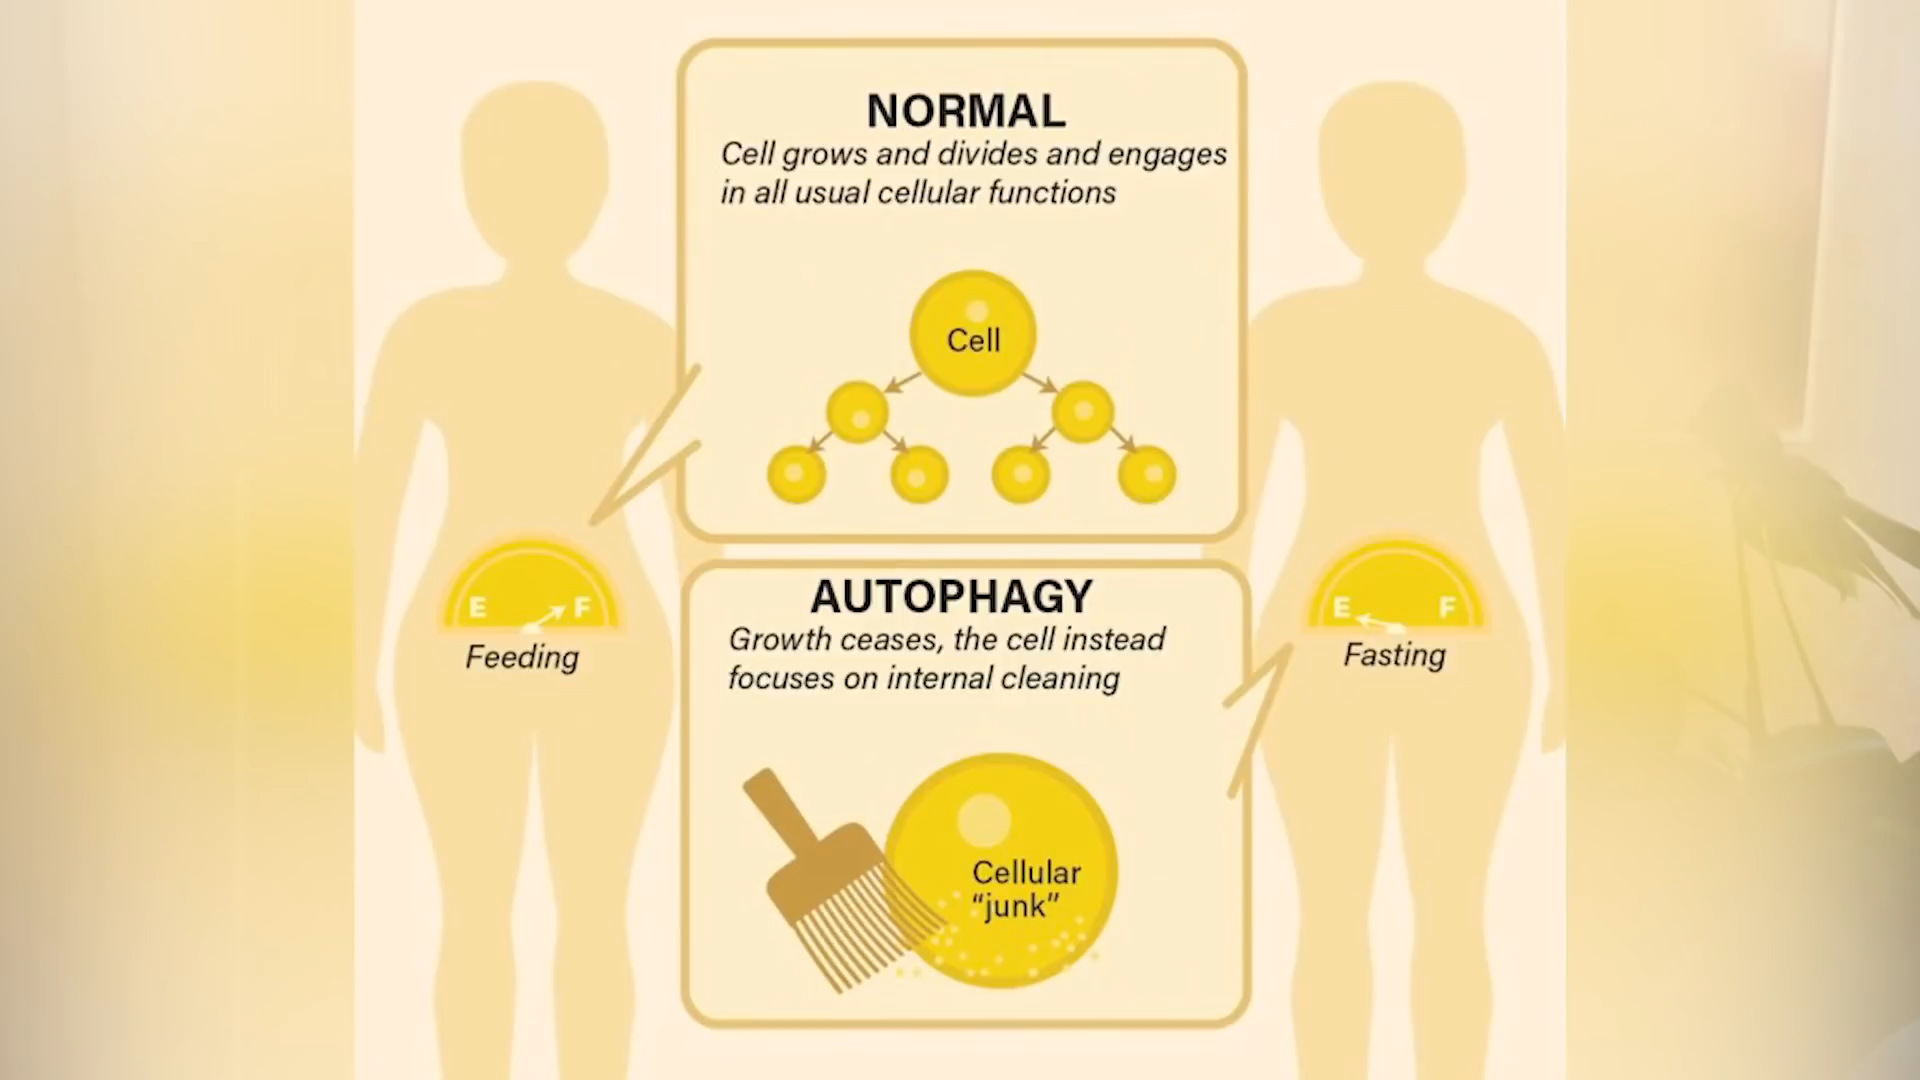 NORMAL
Cell grows and divides and engages
in all usual cellular functions
Cell
E F
Feeding
AUTOPHAGY
Growth ceases, the cell instead
focuses on internal cleaning
E F
Fasting
Cellular
“junk”